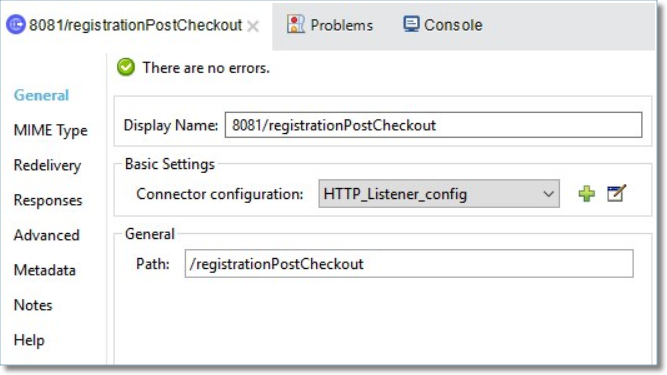 8081/registrationPostCheckout
Problems
Console
There are no errors.
General
MIME Type
Redelivery
Responses
Advanced
Metadata
Notes
Help
Display Name: 8081/registrationPostCheckout
Basic Settings
Connector configuration: HTTP_Listener_config
General
Path: /registrationPostCheckout